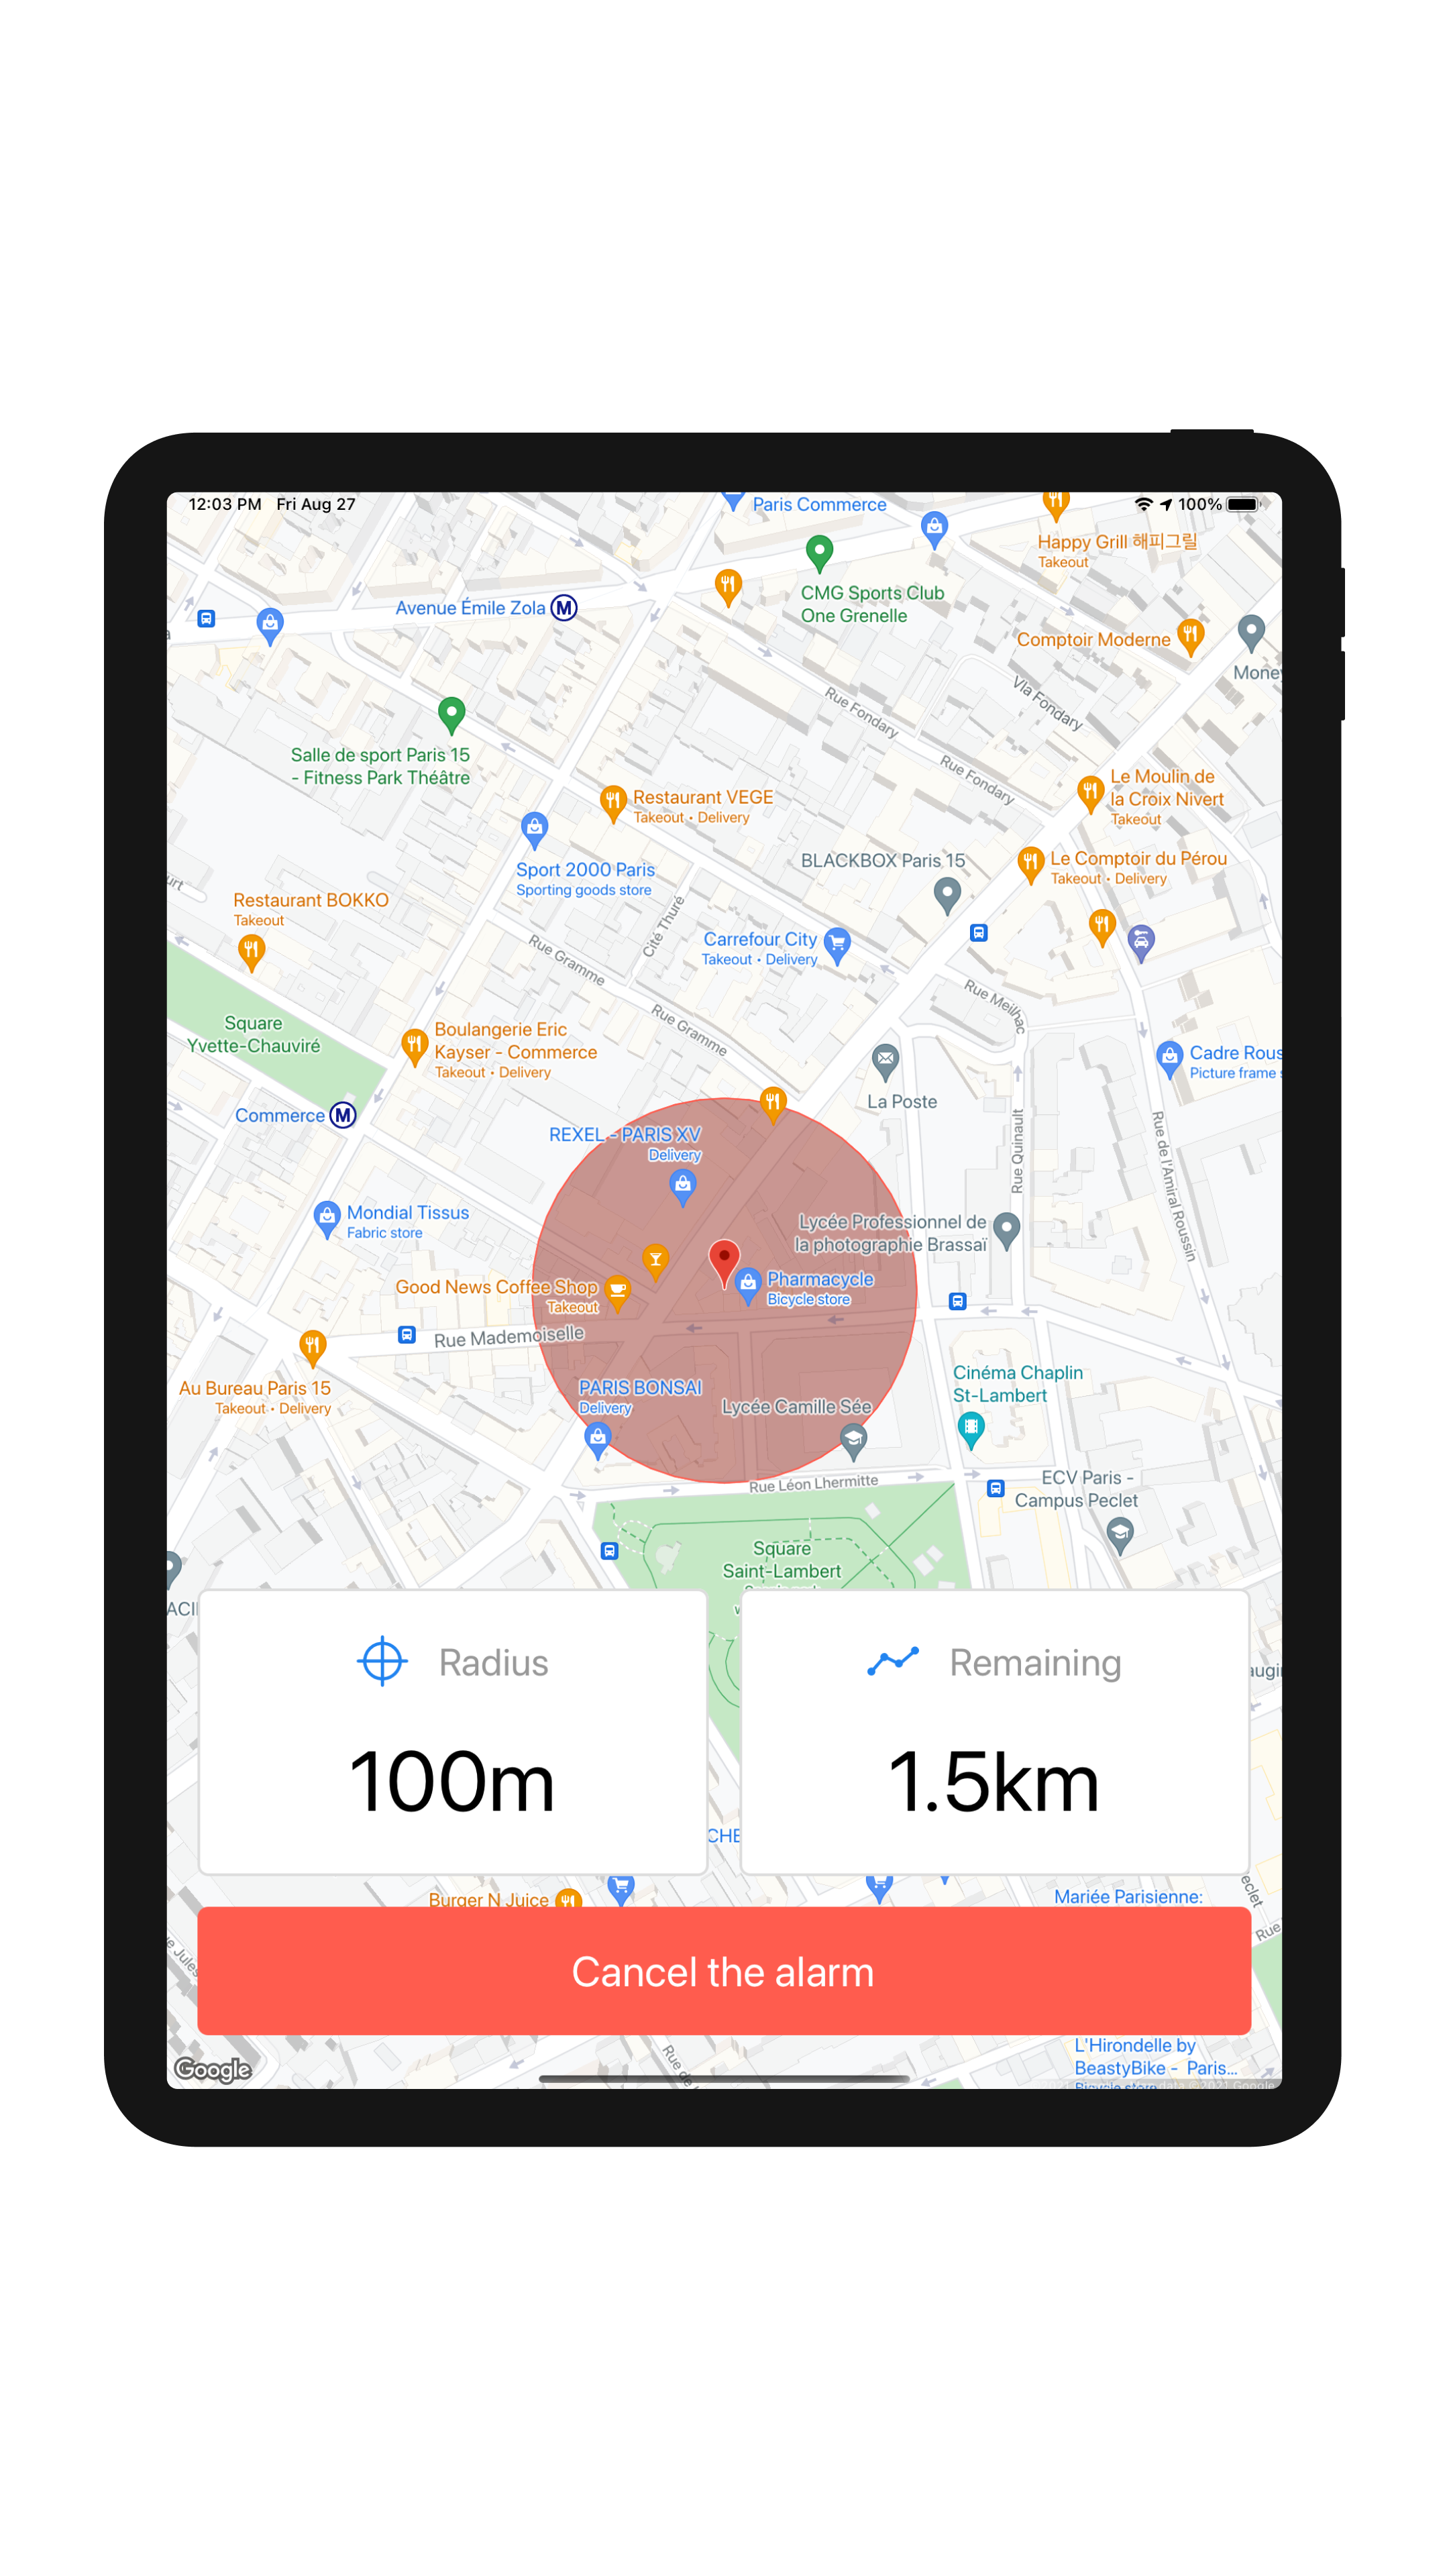 12:03 PM Fri Aug 27
100%
Paris Commerce
Happy Grill 해피그릴
Takeout
CMG Sports Club
One Grenelle
Avenue Émile Zola M
Comptoir Moderne
Money
Rue Fondary
Vla Fondary
Salle de sport Paris 15
- Fitness Park Théâtre
Rue Fondary
Le Moulin de
la Croix Nivert
Takeout
Restaurant VEGE
Takeout • Delivery
BLACKBOX Paris 15
Le Comptoir du Pérou
Takeout • Delivery
Sport 2000 Paris
Sporting goods store
Restaurant BOKKO
Takeout
Cité Thuré
Carrefour City
Takeout • Delivery
Rue Gramme
Rue Meilhac
Square
Yvette-Chauviré
Boulangerie Eric
Kayser - Commerce
Takeout • Delivery
Rue Gramme
Cadre Rous
Picture frame
La Poste
Commerce M
REXEL - PARIS XV
Delivery
Rue Quinault
Rue de l'Amiral Roussin
Mondial Tissus
Fabric store
Lycée Professionnel de
la photographie Brassaï
Good News Coffee Shop
Takeout
Pharmacycle
Bicycle store
Rue Mademoiselle
Au Bureau Paris 15
Takeout • Delivery
PARIS BONSAI
Delivery
Lycée Camille Sée
Cinéma Chaplin
St-Lambert
Rue Léon Lhermitte
ECV Paris -
Campus Peclet
Square
Saint-Lambert
Radius
100m
Remaining
1.5km
Burger N Juice
Mariée Parisienne:
Cancel the alarm
Rue de
L'Hirondelle by
BeastyBike - Paris...
Bicycle store
Google